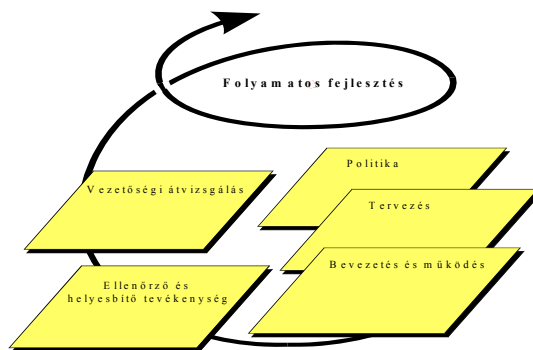 Folyamatos fejlesztés
Politika
Vezetőségi átvizsgálás
Tervezés
Bevezetés és működés
Ellenőrző és
helyesbítő tevékenység